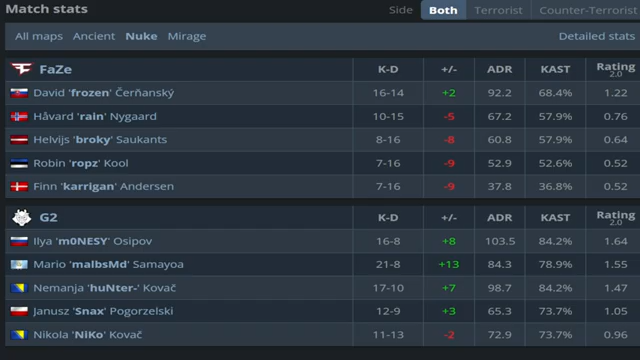 Match stats Side Both Terrorist Counter-Terrorist
All maps Ancient Nuke Mirage Detailed stats
FaZe K-D +/- ADR KAST Rating 2.0
David 'frozen' Čerňanský 16-14 +2 92.2 68.4% 1.22
Håvard 'rain' Nygaard 10-15 -5 67.2 57.9% 0.76
Helvijs 'broky' Saukants 8-16 -8 60.8 57.9% 0.64
Robin 'ropz' Kool 7-16 -9 52.9 52.6% 0.52
Finn 'karrigan' Andersen 7-16 -9 37.8 36.8% 0.52
G2 K-D +/- ADR KAST Rating 2.0
Ilya 'm0NESY' Osipov 16-8 +8 103.5 84.2% 1.64
Mario 'malbsMd' Samayoa 21-8 +13 84.3 78.9% 1.55
Nemanja 'huNter-' Kovač 17-10 +7 98.7 84.2% 1.47
Janusz 'Snax' Pogorzelski 12-9 +3 65.3 73.7% 1.05
Nikola 'NiKo' Kovač 11-13 -2 72.9 73.7% 0.96